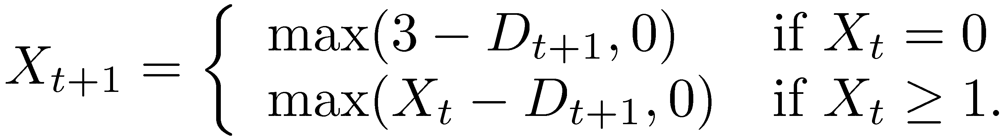 X_{t+1} = { max(3 − D_{t+1}, 0) if X_t = 0
max(X_t − D_{t+1}, 0) if X_t ≥ 1.